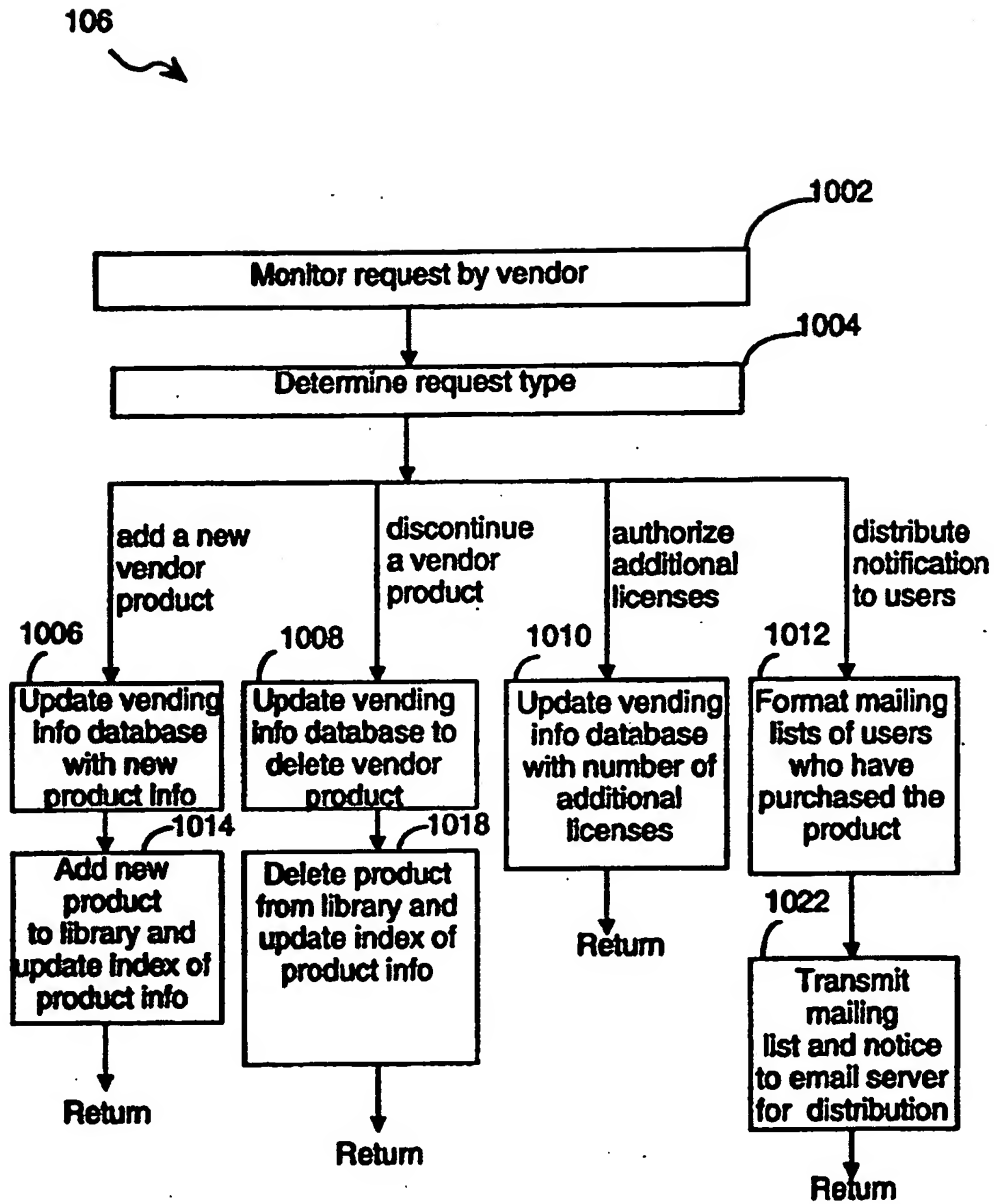 106
1002
Monitor request by vendor
1004
Determine request type
add a new
vendor
product
discontinue
a vendor
product
authorize
additional
licenses
distribute
notification
to users
1006
Update vending
info database
with new
product info
1008
Update vending
info database to
delete vendor
product
1010
Update vending
info database
with number of
additional
licenses
1012
Format mailing
lists of users
who have
purchased the
product
1014
Add new
product
to library and
update index of
product info
1018
Delete product
from library and
update index of
product info
1022
Transmit
mailing
list and notice
to email server
for distribution
Return
Return
Return
Return